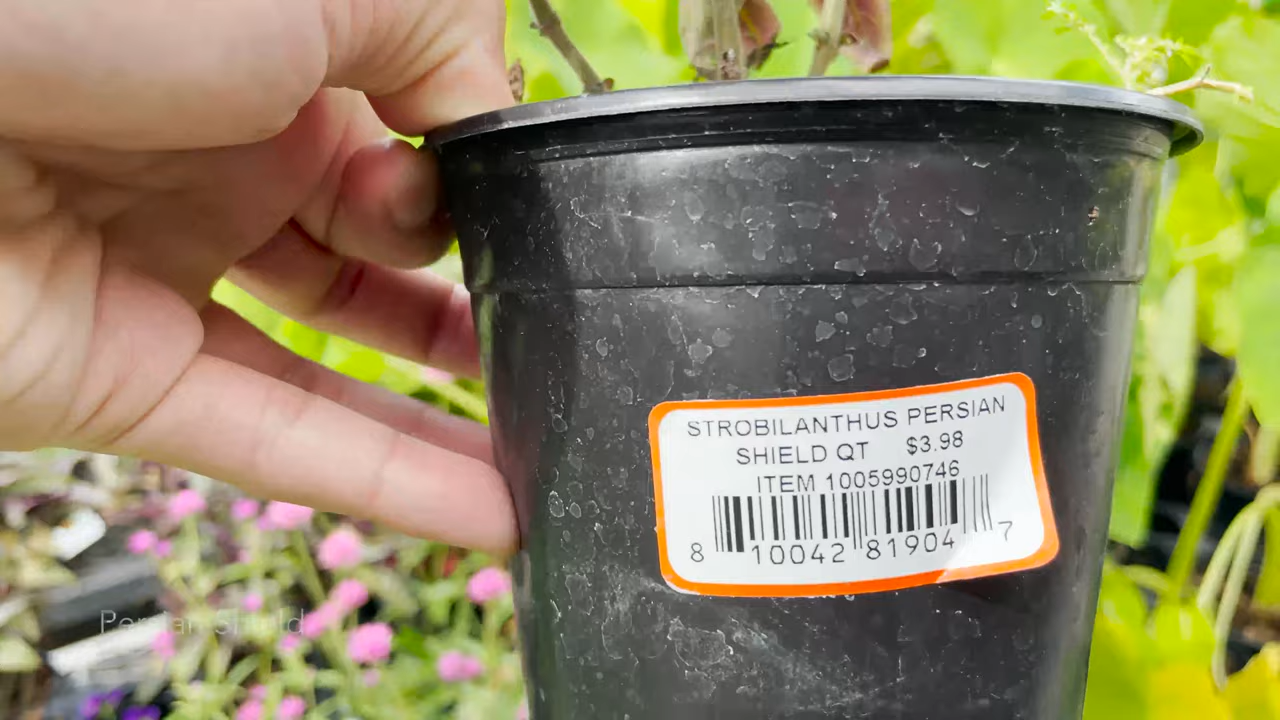 STROBILANTHUS PERSIAN
SHIELD QT $3.98
ITEM 1005990746
8 10042 81904 7
Persian Shield